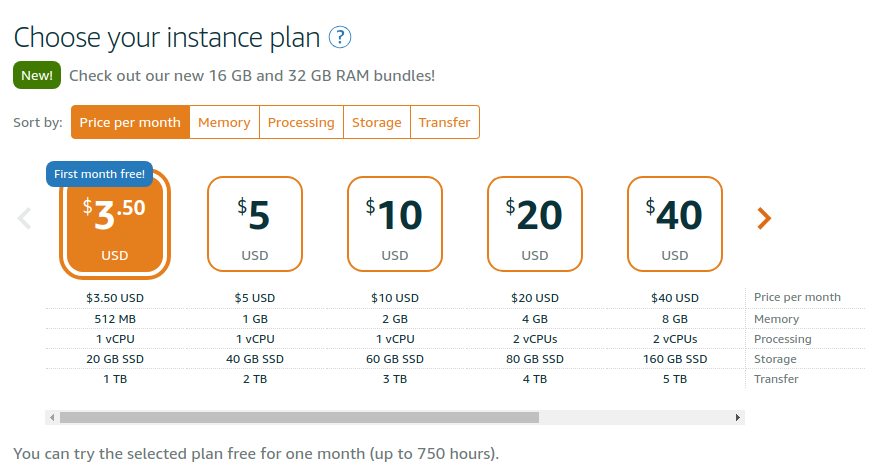 Choose your instance plan ?
New! Check out our new 16 GB and 32 GB RAM bundles!
Sort by: Price per month Memory Processing Storage Transfer
First month free!
$3.50 $5 $10 $20 $40
USD USD USD USD USD
$3.50 USD $5 USD $10 USD $20 USD $40 USD Price per month
512 MB 1 GB 2 GB 4 GB 8 GB Memory
1 vCPU 1 vCPU 1 vCPU 2 vCPUs 2 vCPUs Processing
20 GB SSD 40 GB SSD 60 GB SSD 80 GB SSD 160 GB SSD Storage
1 TB 2 TB 3 TB 4 TB 5 TB Transfer
You can try the selected plan free for one month (up to 750 hours).